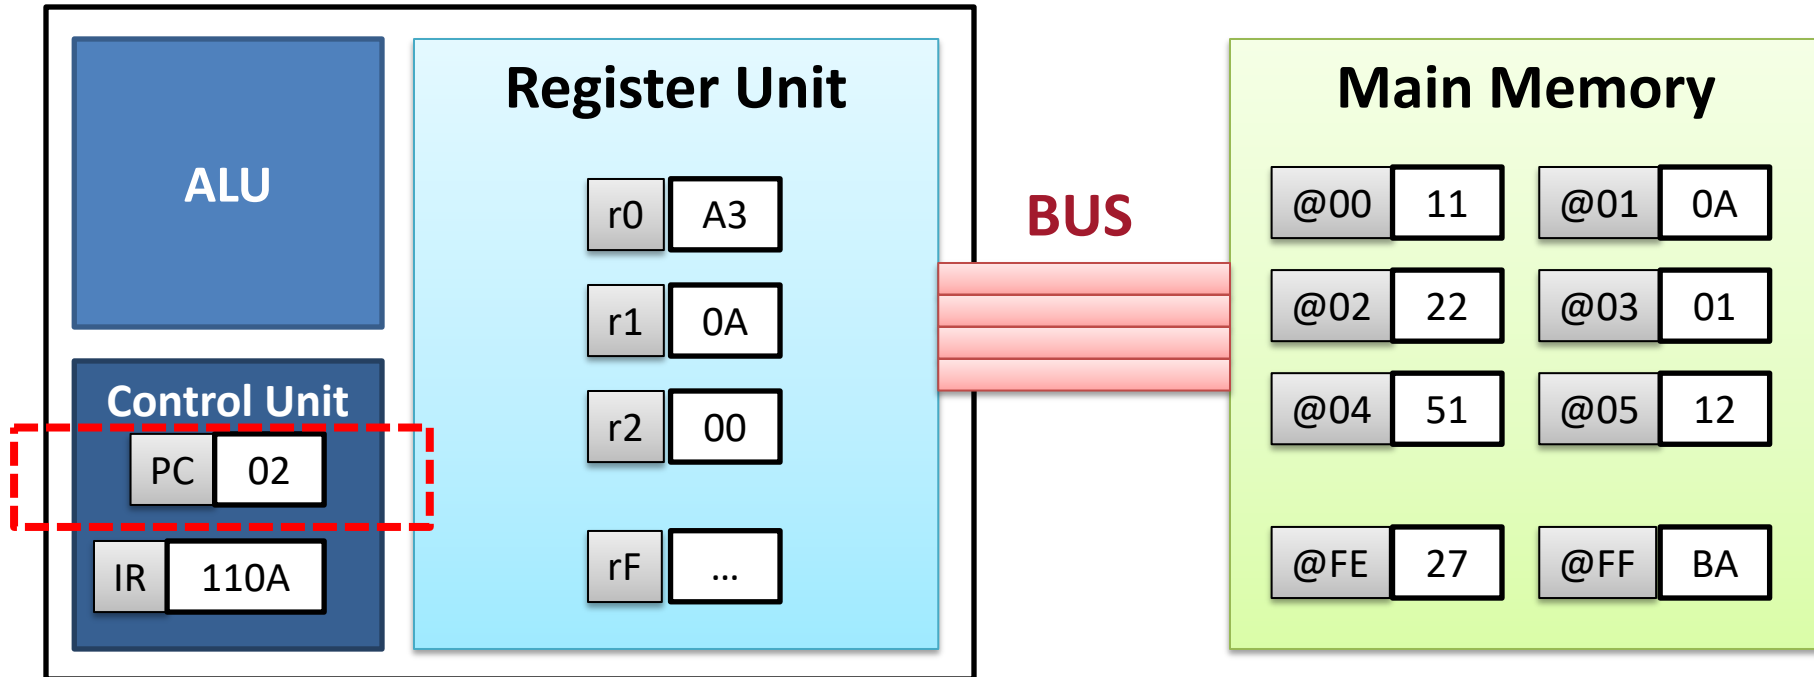 ALU
Control Unit
PC 02
IR 110A
Register Unit
r0 A3
r1 0A
r2 00
rF ...
BUS
Main Memory
@00 11 @01 0A
@02 22 @03 01
@04 51 @05 12
@FE 27 @FF BA